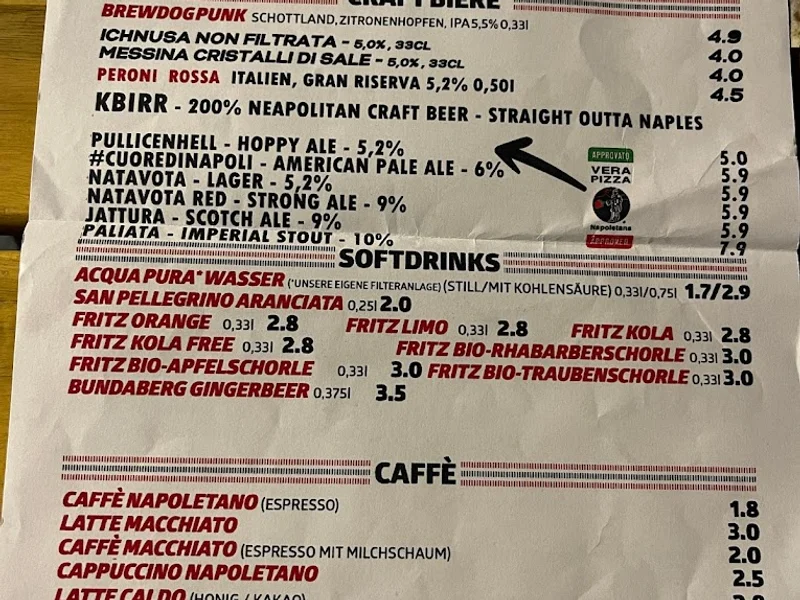 CRAFT BIERE
BREWDOGPUNK SCHOTTLAND, ZITRONENHOPFEN, IPA 5,5% 0,33l 4.9
ICHNUSA NON FILTRATA - 5,0%, 33CL 4.0
MESSINA CRISTALLI DI SALE - 5,0%, 33CL 4.0
PERONI ROSSA ITALIEN, GRAN RISERVA 5,2% 0,50l 4.5
KBIRR - 200% NEAPOLITAN CRAFT BEER - STRAIGHT OUTTA NAPLES
PULLICENHELL - HOPPY ALE - 5,2% 5.0
#CUOREDINAPOLI - AMERICAN PALE ALE - 6% 5.9
NATAVOTA - LAGER - 5,2% 5.9
NATAVOTA RED - STRONG ALE - 9% 5.9
JATTURA - SCOTCH ALE - 9% 5.9
PALIATA - IMPERIAL STOUT - 10% 7.9
APPROVATO
VERA
PIZZA
Napoletana
IMPROVED
SOFTDRINKS
ACQUA PURA* WASSER (*UNSERE EIGENE FILTERANLAGE) (STILL/MIT KOHLENSÄURE) 0,33l/0,75l 1.7/2.9
SAN PELLEGRINO ARANCIATA 0,25l 2.0
FRITZ ORANGE 0,33l 2.8 FRITZ LIMO 0,33l 2.8 FRITZ KOLA 0,33l 2.8
FRITZ KOLA FREE 0,33l 2.8 FRITZ BIO-RHABARBERSCHORLE 0,33l 3.0
FRITZ BIO-APFELSCHORLE 0,33l 3.0 FRITZ BIO-TRAUBENSCHORLE 0,33l 3.0
BUNDABERG GINGERBEER 0,375l 3.5
CAFFÈ
CAFFÈ NAPOLETANO (ESPRESSO) 1.8
LATTE MACCHIATO 3.0
CAFFÈ MACCHIATO (ESPRESSO MIT MILCHSCHAUM) 2.0
CAPPUCCINO NAPOLETANO 2.5
LATTE CALDO (HONIG / KAKAO)